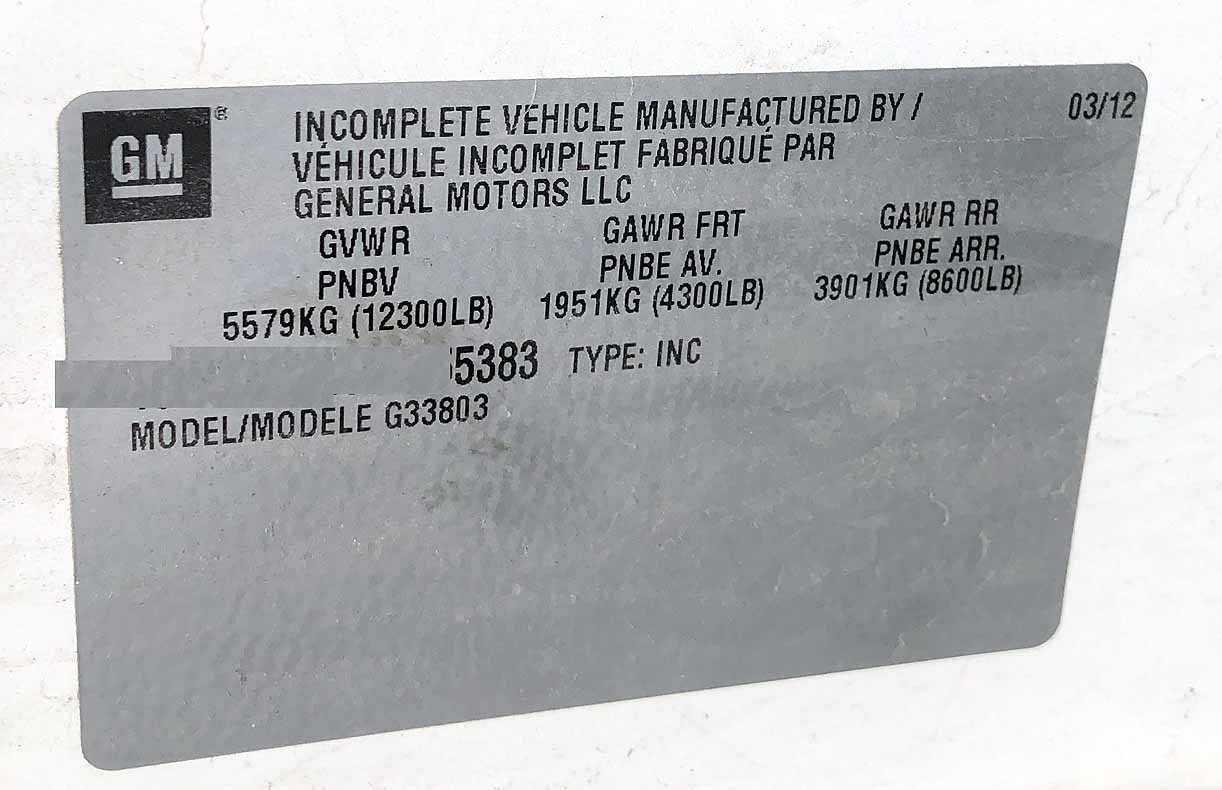 GM ® INCOMPLETE VEHICLE MANUFACTURED BY / 03/12
VÉHICULE INCOMPLET FABRIQUÉ PAR
GENERAL MOTORS LLC
GVWR GAWR FRT GAWR RR
PNBV PNBE AV. PNBE ARR.
5579KG (12300LB) 1951KG (4300LB) 3901KG (8600LB)
5383 TYPE: INC
MODEL/MODELE G33803